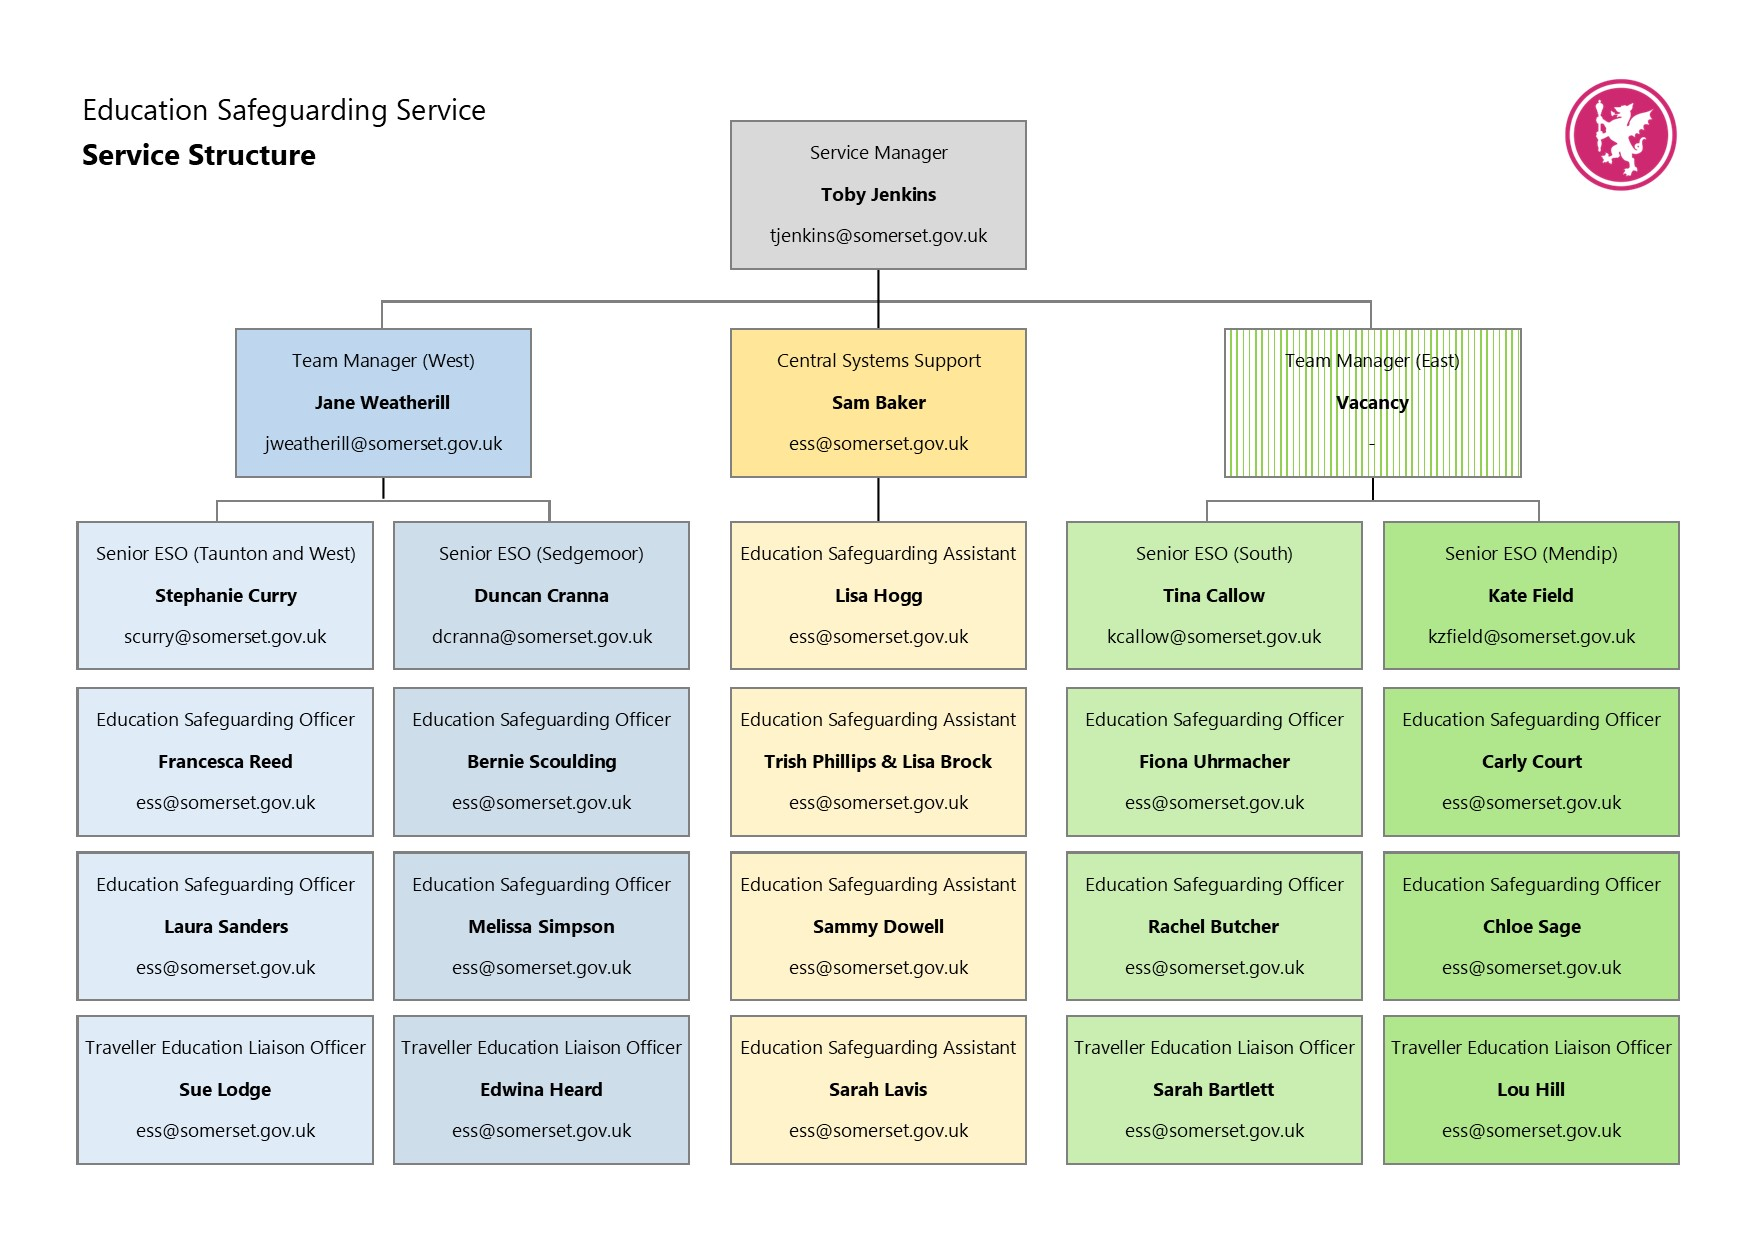 Education Safeguarding Service
Service Structure
Service Manager
Toby Jenkins
tjenkins@somerset.gov.uk
Team Manager (West)
Jane Weatherill
jweatherill@somerset.gov.uk
Central Systems Support
Sam Baker
ess@somerset.gov.uk
Team Manager (East)
Vacancy
-
Senior ESO (Taunton and West)
Stephanie Curry
scurry@somerset.gov.uk
Senior ESO (Sedgemoor)
Duncan Cranna
dcranna@somerset.gov.uk
Education Safeguarding Assistant
Lisa Hogg
ess@somerset.gov.uk
Senior ESO (South)
Tina Callow
kcallow@somerset.gov.uk
Senior ESO (Mendip)
Kate Field
kzfield@somerset.gov.uk
Education Safeguarding Officer
Francesca Reed
ess@somerset.gov.uk
Education Safeguarding Officer
Bernie Scoulding
ess@somerset.gov.uk
Education Safeguarding Assistant
Trish Phillips & Lisa Brock
ess@somerset.gov.uk
Education Safeguarding Officer
Fiona Uhrmacher
ess@somerset.gov.uk
Education Safeguarding Officer
Carly Court
ess@somerset.gov.uk
Education Safeguarding Officer
Laura Sanders
ess@somerset.gov.uk
Education Safeguarding Officer
Melissa Simpson
ess@somerset.gov.uk
Education Safeguarding Assistant
Sammy Dowell
ess@somerset.gov.uk
Education Safeguarding Officer
Rachel Butcher
ess@somerset.gov.uk
Education Safeguarding Officer
Chloe Sage
ess@somerset.gov.uk
Traveller Education Liaison Officer
Sue Lodge
ess@somerset.gov.uk
Traveller Education Liaison Officer
Edwina Heard
ess@somerset.gov.uk
Education Safeguarding Assistant
Sarah Lavis
ess@somerset.gov.uk
Traveller Education Liaison Officer
Sarah Bartlett
ess@somerset.gov.uk
Traveller Education Liaison Officer
Lou Hill
ess@somerset.gov.uk